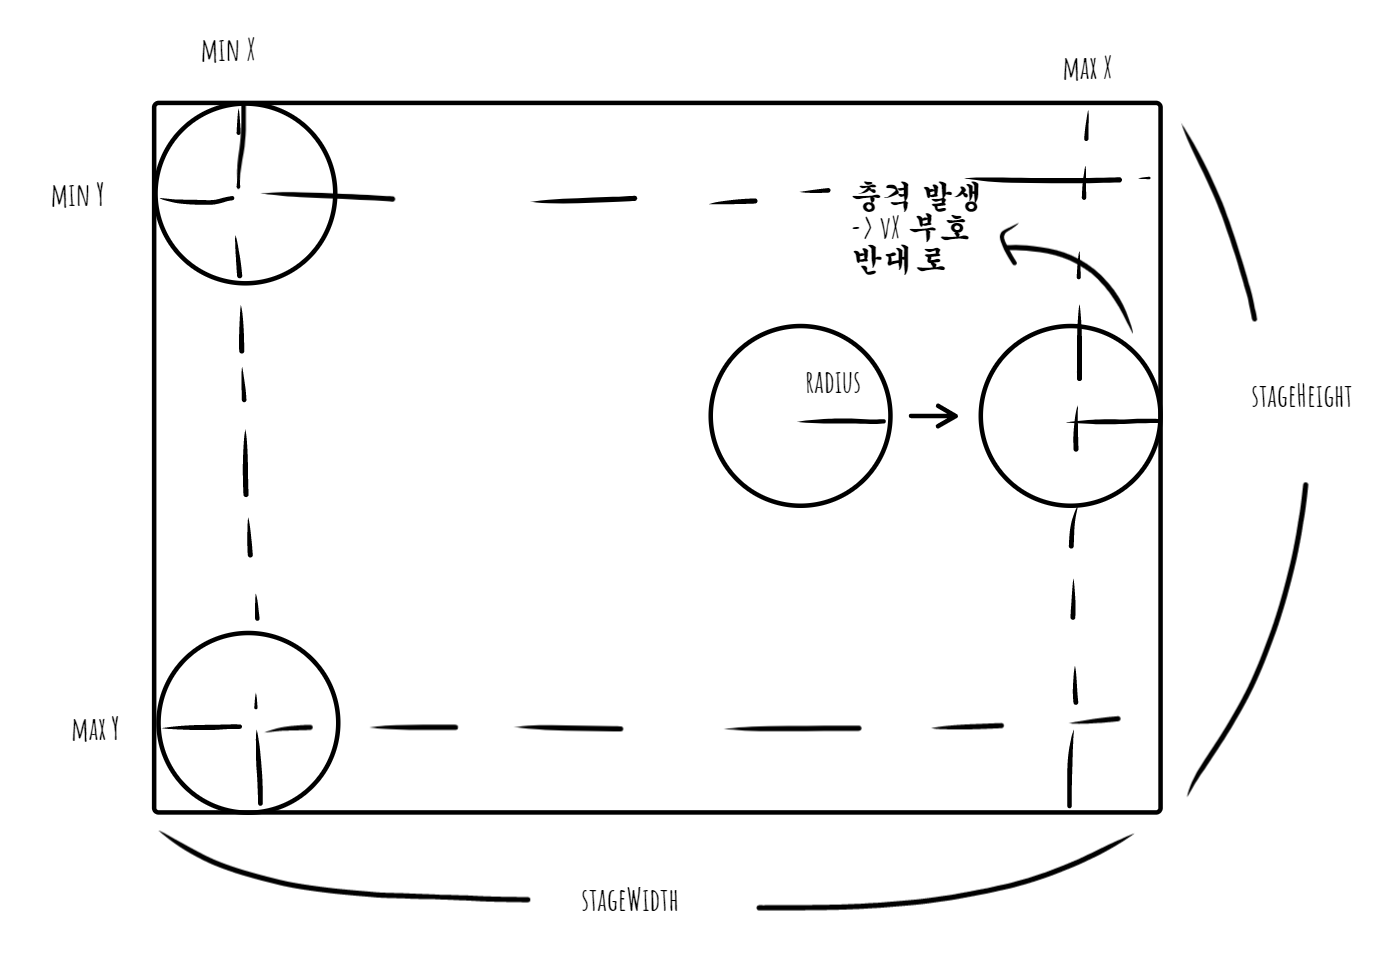 MIN X
MAX X
MIN Y
충격 발생
-> VX 부호
반대로
RADIUS
STAGEHEIGHT
MAX Y
STAGEWIDTH